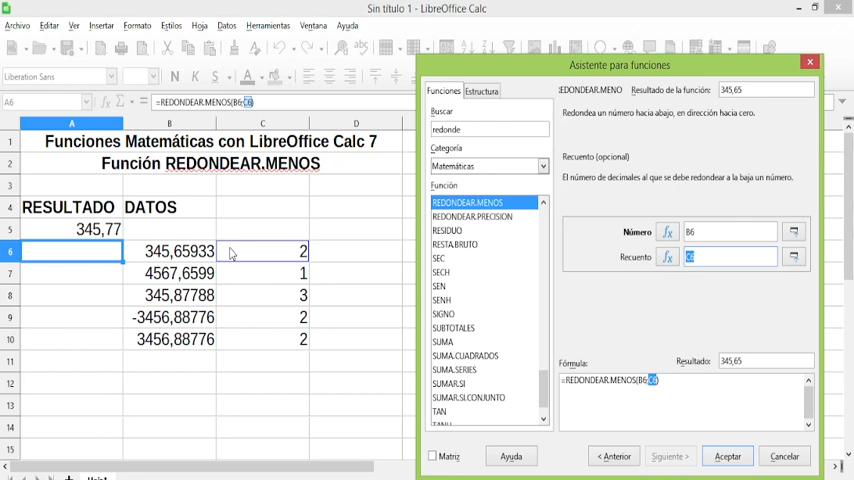 Sin título 1 - LibreOffice Calc
Archivo Editar Ver Insertar Formato Estilos Hoja Datos Herramientas Ventana Ayuda
Liberation Sans
A6 =REDONDEAR.MENOS(B6;C6)
A B C D
1 Funciones Matemáticas con LibreOffice Calc 7
2 Función REDONDEAR.MENOS
3
4 RESULTADO DATOS
5 345,77
6 345,65933 2
7 4567,6599 1
8 345,87788 3
9 -3456,88776 2
10 3456,88776 2
11
12
13
14
15
Asistente para funciones
Funciones Estructura
Buscar
redonde
Categoría
Matemáticas
Función
REDONDEAR.MENOS
REDONDEAR.PRECISION
RESIDUO
RESTA.BRUTO
SEC
SECH
SEN
SENH
SIGNO
SUBTOTALES
SUMA
SUMA.CUADRADOS
SUMA.SERIES
SUMAR.SI
SUMAR.SI.CONJUNTO
TAN
TANH
:EDONDEAR.MENOS Resultado de la función: 345,65
Redondea un número hacia abajo, en dirección hacia cero.
Recuento (opcional)
El número de decimales al que se debe redondear a la baja un número.
Número fx B6
Recuento fx C6
Fórmula: Resultado: 345,65
=REDONDEAR.MENOS(B6;C6)
Matriz Ayuda < Anterior Siguiente > Aceptar Cancelar
Hoja1